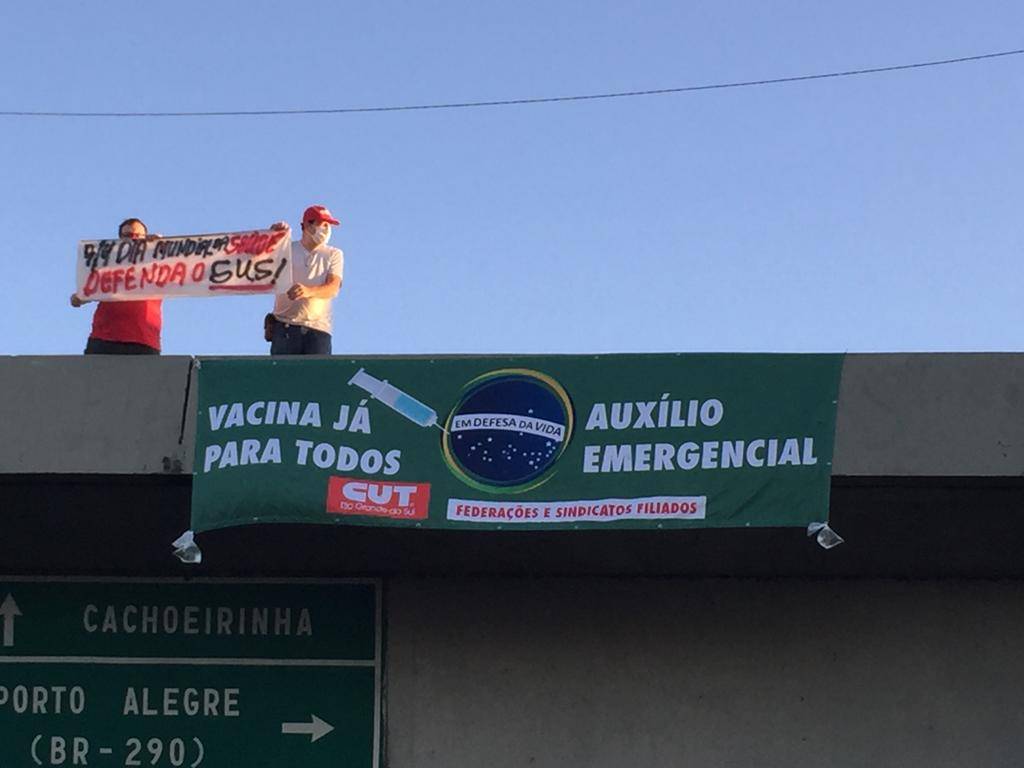 7/4 DIA MUNDIAL DA SAÚDE
DEFENDA O SUS!
VACINA JÁ
PARA TODOS
EM DEFESA DA VIDA
AUXÍLIO
EMERGENCIAL
CUT
Rio Grande do Sul
FEDERAÇÕES E SINDICATOS FILIADOS
CACHOEIRINHA
PORTO ALEGRE
(BR-290)